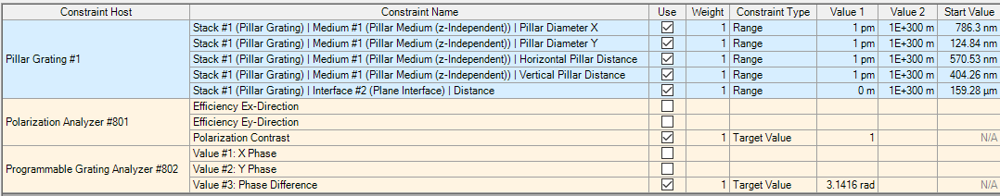 Constraint Host Constraint Name Use Weight Constraint Type Value 1 Value 2 Start Value
Pillar Grating #1
Stack #1 (Pillar Grating) | Medium #1 (Pillar Medium (z-Independent)) | Pillar Diameter X 1 Range 1 pm 1E+300 m 786.3 nm
Stack #1 (Pillar Grating) | Medium #1 (Pillar Medium (z-Independent)) | Pillar Diameter Y 1 Range 1 pm 1E+300 m 124.84 nm
Stack #1 (Pillar Grating) | Medium #1 (Pillar Medium (z-Independent)) | Horizontal Pillar Distance 1 Range 1 pm 1E+300 m 570.53 nm
Stack #1 (Pillar Grating) | Medium #1 (Pillar Medium (z-Independent)) | Vertical Pillar Distance 1 Range 1 pm 1E+300 m 404.26 nm
Stack #1 (Pillar Grating) | Interface #2 (Plane Interface) | Distance 1 Range 0 m 1E+300 m 159.28 µm
Polarization Analyzer #801
Efficiency Ex-Direction
Efficiency Ey-Direction
Polarization Contrast 1 Target Value 1 N/A
Programmable Grating Analyzer #802
Value #1: X Phase
Value #2: Y Phase
Value #3: Phase Difference 1 Target Value 3.1416 rad N/A